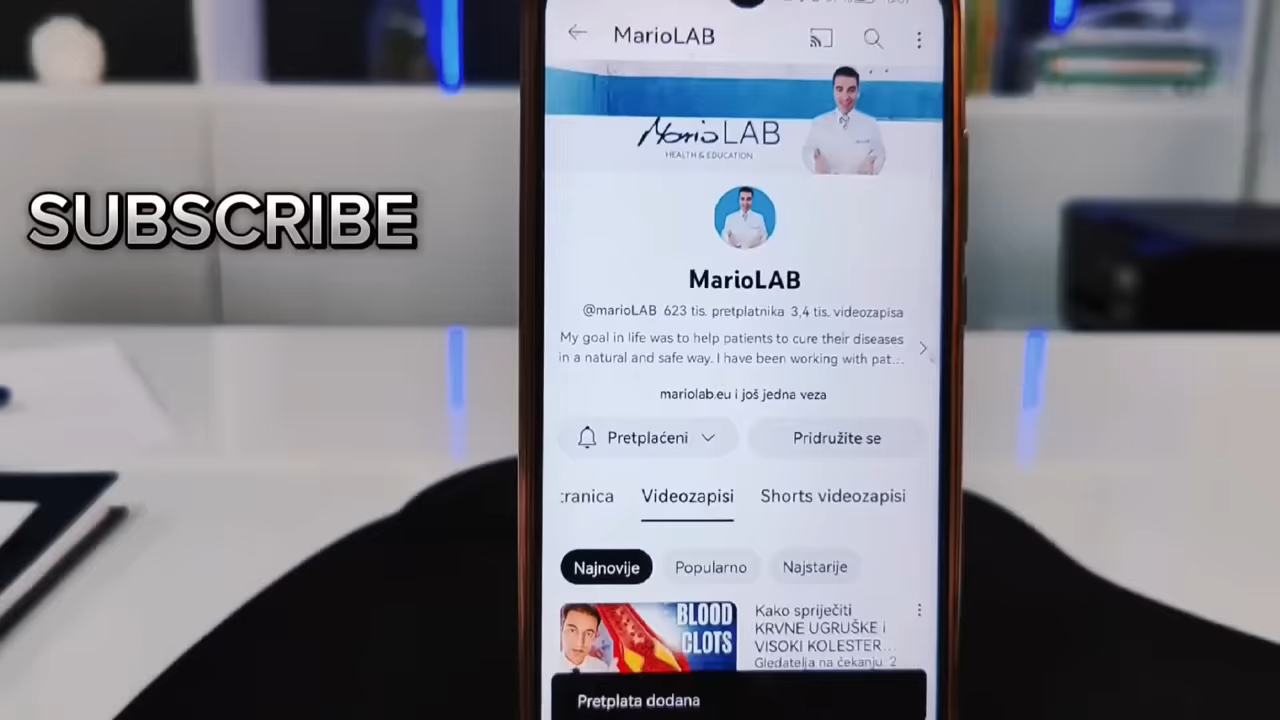 MarioLAB
MarioLAB
HEALTH & EDUCATION
SUBSCRIBE
MarioLAB
@marioLAB 623 tis. pretplatnika 3,4 tis. videozapisa
My goal in life was to help patients to cure their diseases
in a natural and safe way. I have been working with pat...
mariolab.eu i još jedna veza
Pretplaćeni
Pridružite se
tranica Videozapisi Shorts videozapisi
Najnovije Popularno Najstarije
BLOOD
CLOTS
Kako spriječiti
KRVNE UGRUŠKE i
VISOKI KOLESTER...
Gledatelja na čekanju: 2
Pretplata dodana